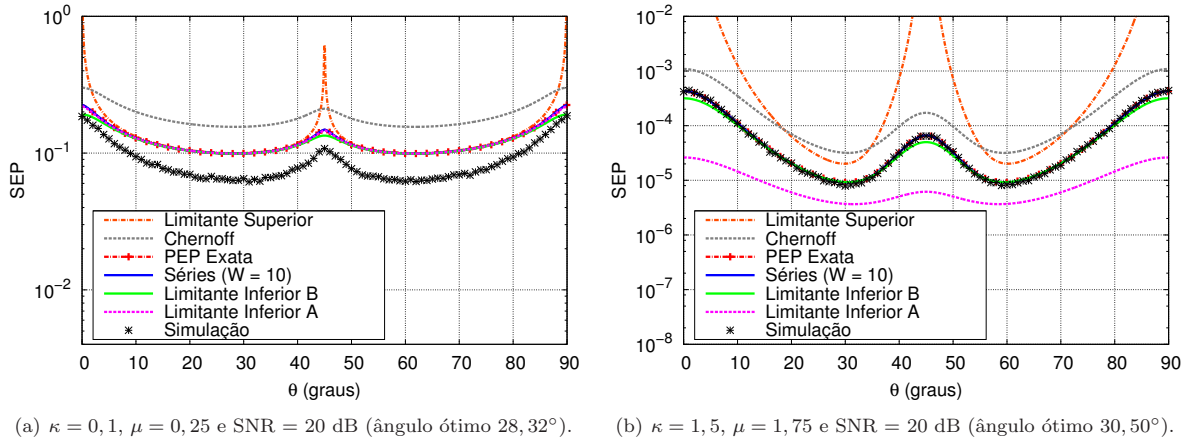 10^0
10^-1
10^-2
SEP
0 10 20 30 40 50 60 70 80 90
θ (graus)
Limitante Superior
Chernoff
PEP Exata
Séries (W = 10)
Limitante Inferior B
Limitante Inferior A
Simulação
(a) κ = 0, 1, μ = 0, 25 e SNR = 20 dB (ângulo ótimo 28, 32°).
10^-2
10^-3
10^-4
10^-5
10^-6
10^-7
10^-8
SEP
0 10 20 30 40 50 60 70 80 90
θ (graus)
Limitante Superior
Chernoff
PEP Exata
Séries (W = 10)
Limitante Inferior B
Limitante Inferior A
Simulação
(b) κ = 1, 5, μ = 1, 75 e SNR = 20 dB (ângulo ótimo 30, 50°).